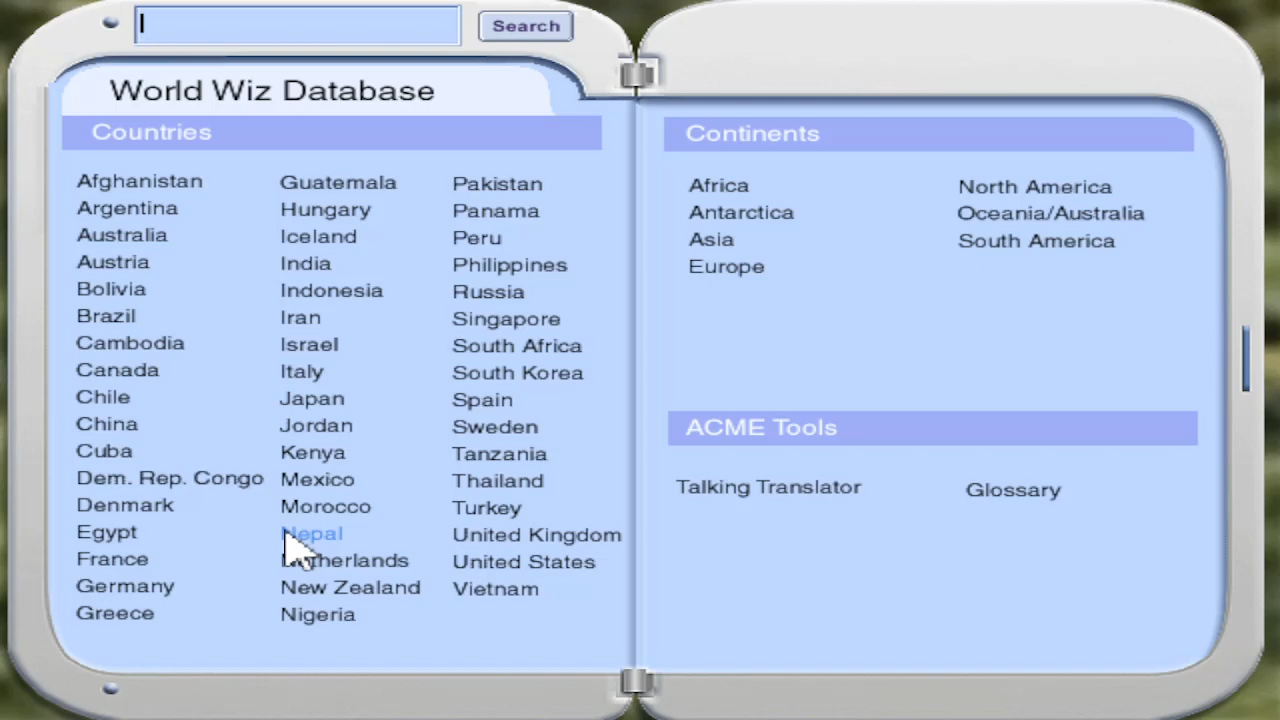 Search
World Wiz Database
Countries
Afghanistan
Argentina
Australia
Austria
Bolivia
Brazil
Cambodia
Canada
Chile
China
Cuba
Dem. Rep. Congo
Denmark
Egypt
France
Germany
Greece
Guatemala
Hungary
Iceland
India
Indonesia
Iran
Israel
Italy
Japan
Jordan
Kenya
Mexico
Morocco
Nepal
Netherlands
New Zealand
Nigeria
Pakistan
Panama
Peru
Philippines
Russia
Singapore
South Africa
South Korea
Spain
Sweden
Tanzania
Thailand
Turkey
United Kingdom
United States
Vietnam
Continents
Africa
Antarctica
Asia
Europe
North America
Oceania/Australia
South America
ACME Tools
Talking Translator
Glossary